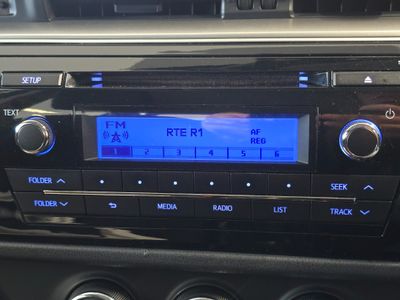 SETUP
TEXT
FM
RTE R1
AF
REG
1 2 3 4 5 6
FOLDER
SEEK
FOLDER
MEDIA
RADIO
LIST
TRACK